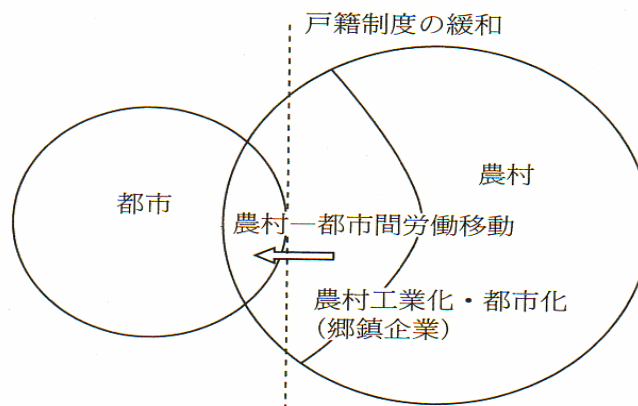 戸籍制度の緩和
都市
農村
農村―都市間労働移動
農村工業化・都市化
(郷鎮企業)